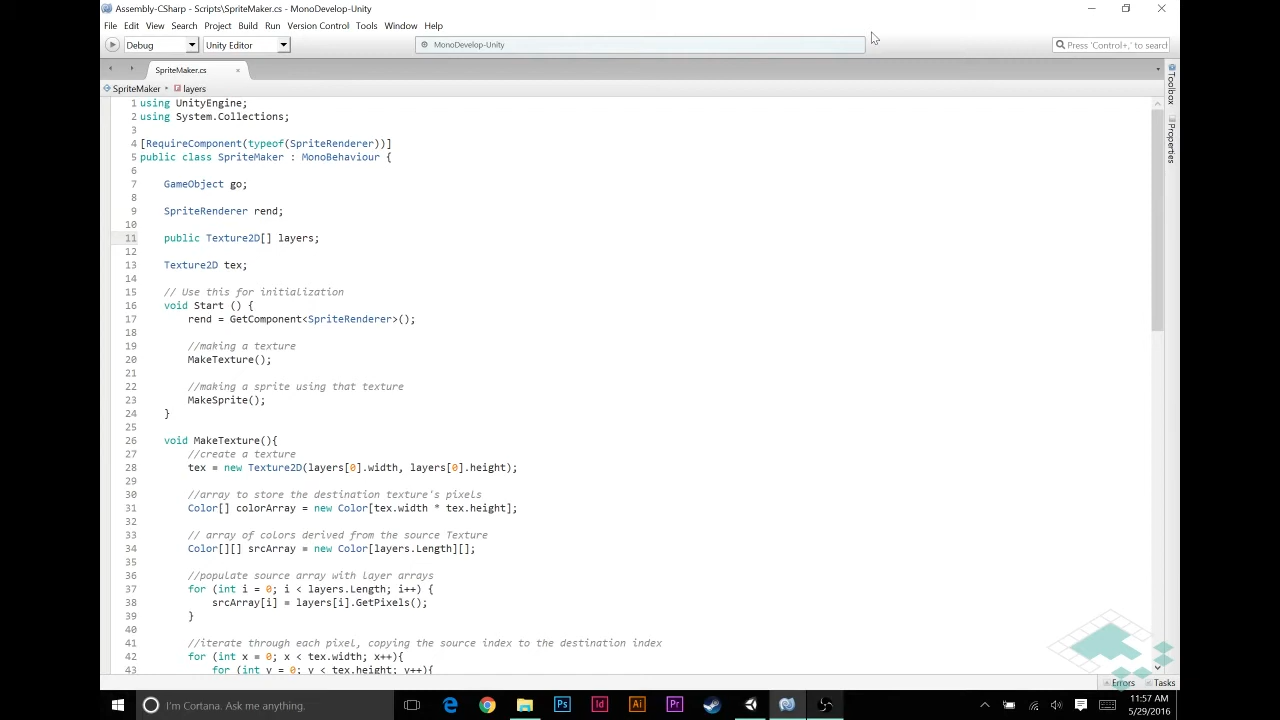 Assembly-CSharp - Scripts\SpriteMaker.cs - MonoDevelop-Unity
File Edit View Search Project Build Run Version Control Tools Window Help
Debug Unity Editor MonoDevelop-Unity Press 'Control+,' to search
SpriteMaker.cs ×
SpriteMaker ▸ layers
Toolbox
Properties
1 using UnityEngine;
2 using System.Collections;
3
4 [RequireComponent(typeof(SpriteRenderer))]
5 public class SpriteMaker : MonoBehaviour {
6
7 GameObject go;
8
9 SpriteRenderer rend;
10
11 public Texture2D[] layers;
12
13 Texture2D tex;
14
15 // Use this for initialization
16 void Start () {
17 rend = GetComponent<SpriteRenderer>();
18
19 //making a texture
20 MakeTexture();
21
22 //making a sprite using that texture
23 MakeSprite();
24 }
25
26 void MakeTexture(){
27 //create a texture
28 tex = new Texture2D(layers[0].width, layers[0].height);
29
30 //array to store the destination texture's pixels
31 Color[] colorArray = new Color[tex.width * tex.height];
32
33 // array of colors derived from the source Texture
34 Color[][] srcArray = new Color[layers.Length][];
35
36 //populate source array with layer arrays
37 for (int i = 0; i < layers.Length; i++) {
38 srcArray[i] = layers[i].GetPixels();
39 }
40
41 //iterate through each pixel, copying the source index to the destination index
42 for (int x = 0; x < tex.width; x++){
43 for (int y = 0; y < tex.height; y++){
Errors Tasks
I'm Cortana. Ask me anything.
11:57 AM
5/29/2016